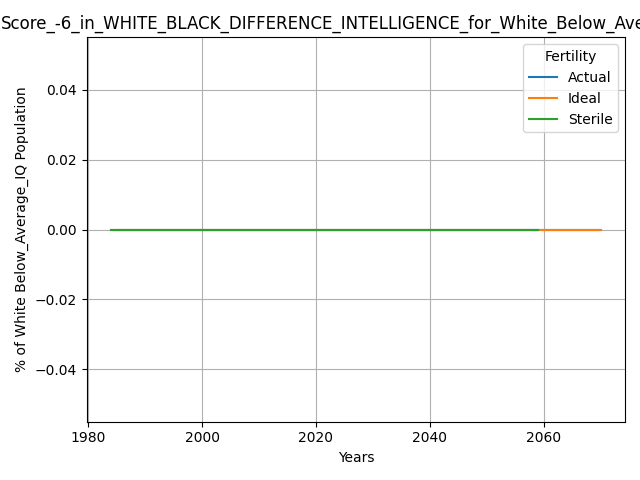 Score_-6_in_WHITE_BLACK_DIFFERENCE_INTELLIGENCE_for_White_Below_Ave
Fertility
Actual
Ideal
Sterile
% of White Below_Average_IQ Population
0.04
0.02
0.00
−0.02
−0.04
1980 2000 2020 2040 2060
Years